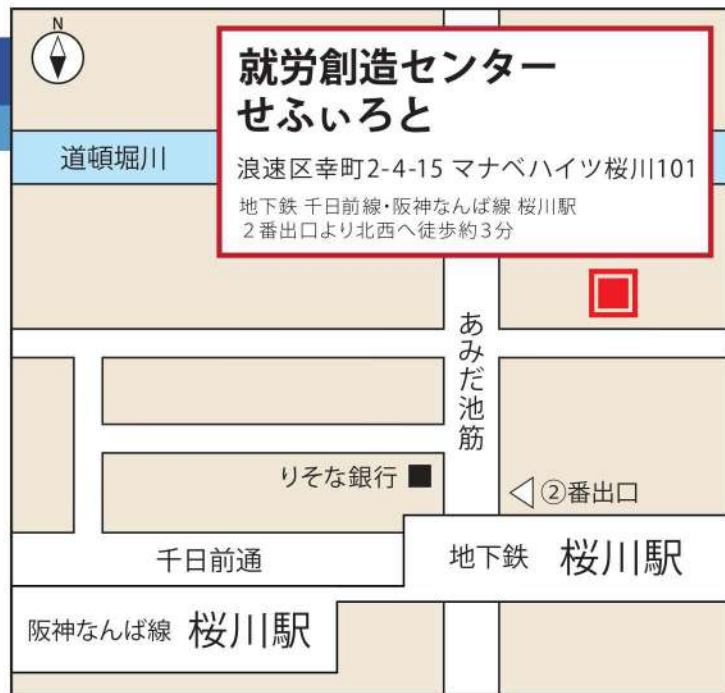 N
就労創造センター
せふぃろと
浪速区幸町2-4-15 マナベハイツ桜川101
地下鉄 千日前線・阪神なんば線 桜川駅
2番出口より北西へ徒歩約3分
道頓堀川
あみだ池筋
りそな銀行
②番出口
千日前通
地下鉄 桜川駅
阪神なんば線 桜川駅